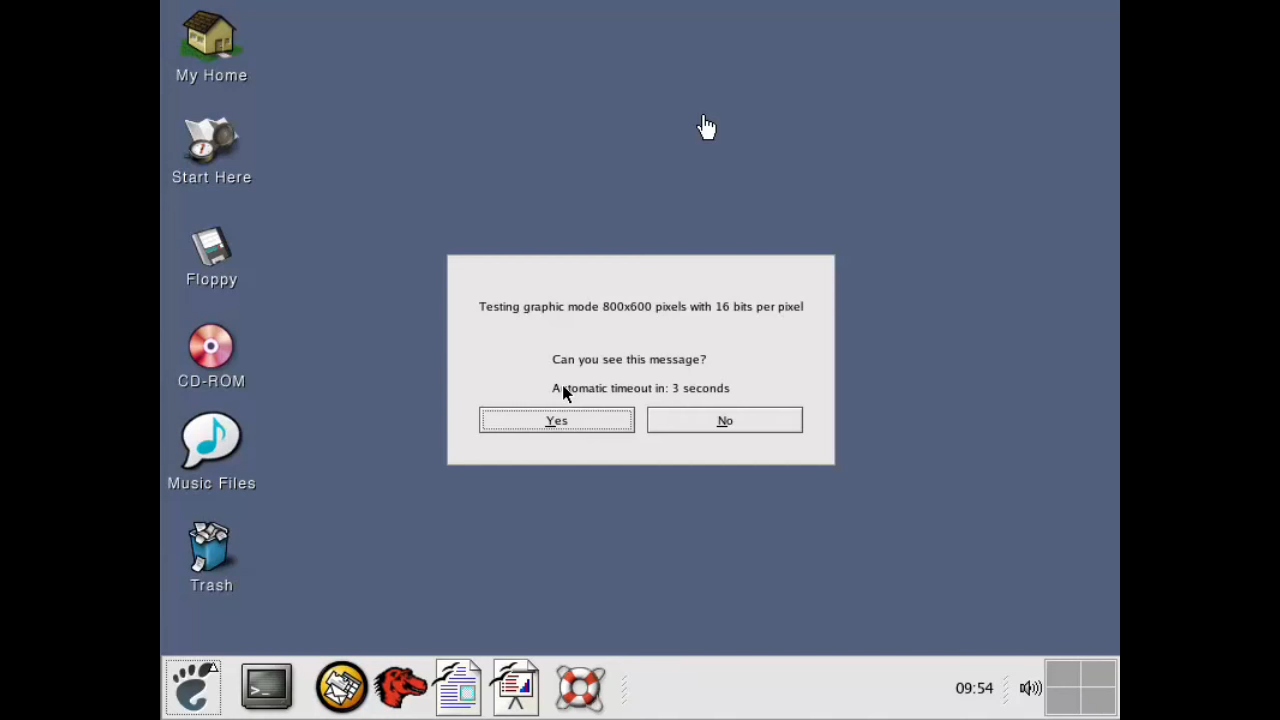 My Home
Start Here
Floppy
CD-ROM
Music Files
Trash
Testing graphic mode 800x600 pixels with 16 bits per pixel
Can you see this message?
Automatic timeout in: 3 seconds
Yes
No
>_
09:54